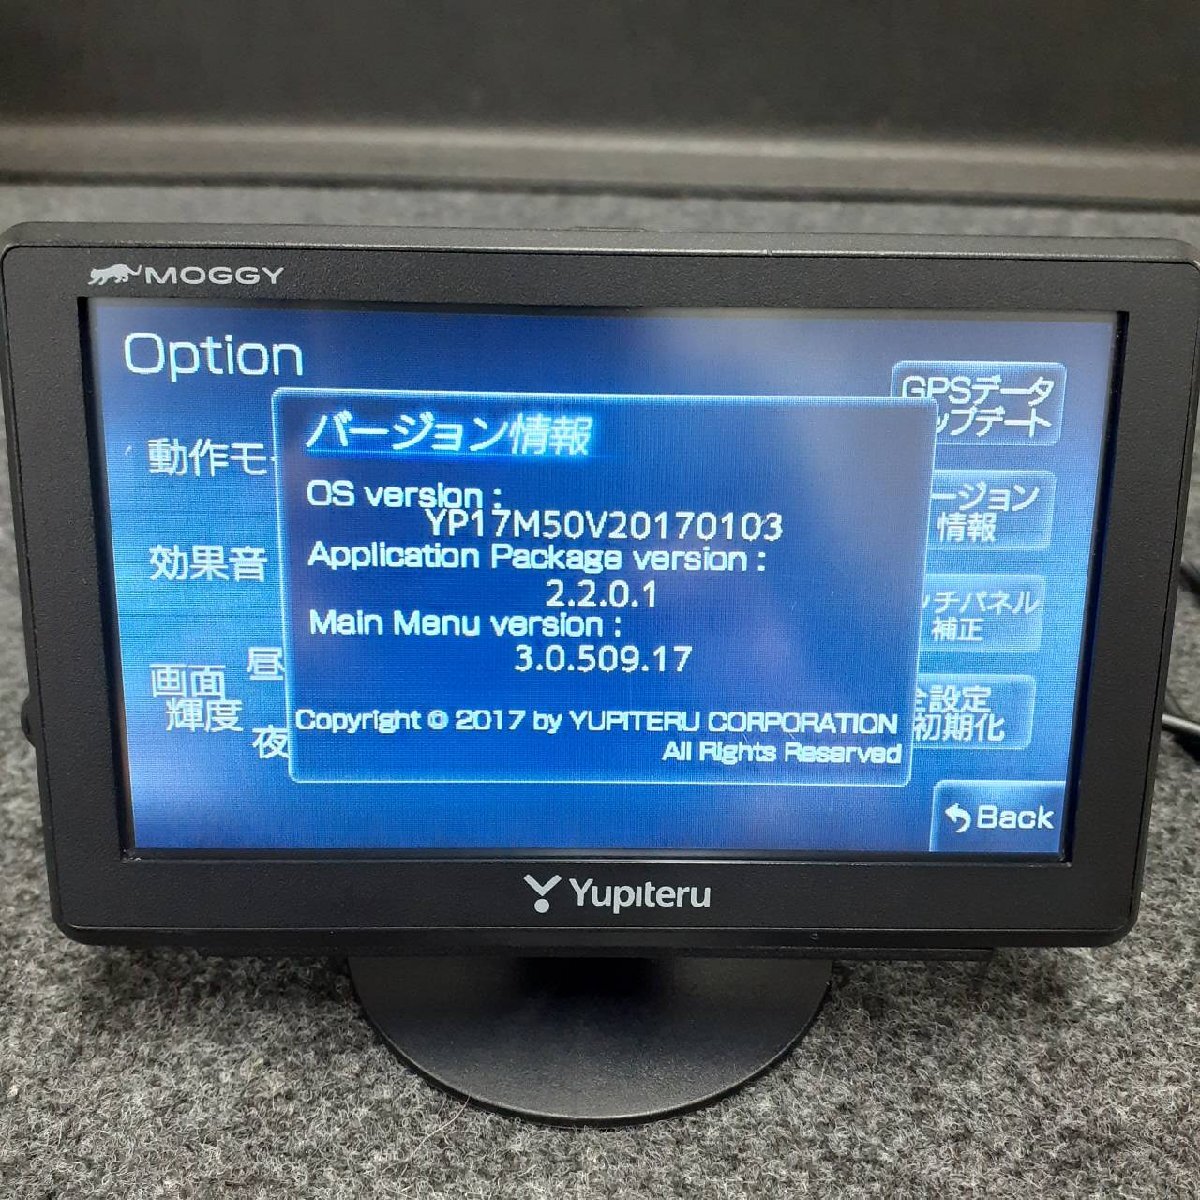 MOGGY
Option
GPSデータ
ップデート
動作モー
バージョン情報
OS version :
YP17M50V20170103
ージョン
情報
Application Package version :
効果音
2.2.0.1
ッチパネル
補正
Main Menu version :
3.0.509.17
昼
画面
輝度
全設定
初期化
夜
Copyright © 2017 by YUPITERU CORPORATION
All Rights Reserved
Back
Yupiteru